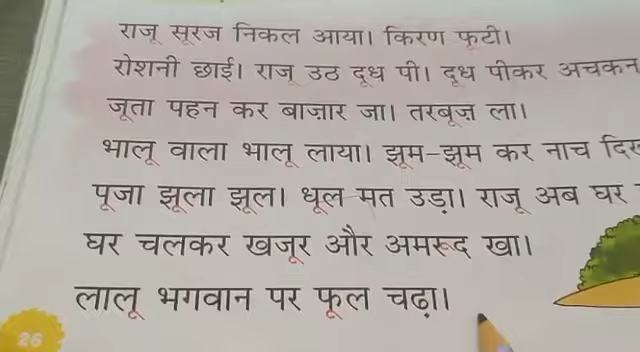 राजू सूरज निकल आया। किरण फूटी।
रोशनी छाई। राजू उठ दूध पी। दूध पीकर अचकन
जूता पहन कर बाज़ार जा। तरबूज़ ला।
भालू वाला भालू लाया। झूम-झूम कर नाच
पूजा झूला झूल। धूल मत उड़ा। राजू अब घर
घर चलकर खजूर और अमरूद खा।
लालू भगवान पर फूल चढ़ा।
26